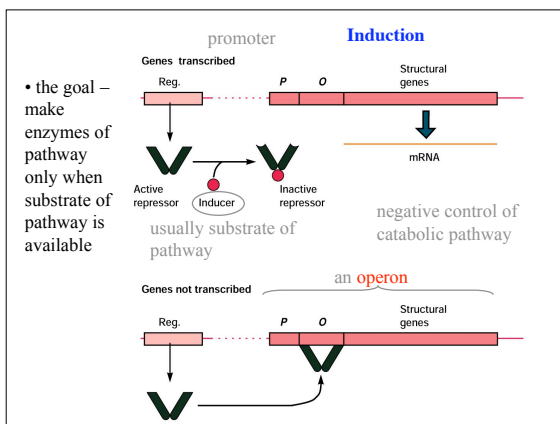 promoter
Induction
• the goal –
make
enzymes of
pathway
only when
substrate of
pathway is
available
Genes transcribed
Reg.
P
O
Structural
genes
mRNA
Active
repressor
Inducer
Inactive
repressor
usually substrate of
pathway
negative control of
catabolic pathway
an operon
Genes not transcribed
Reg.
P
O
Structural
genes